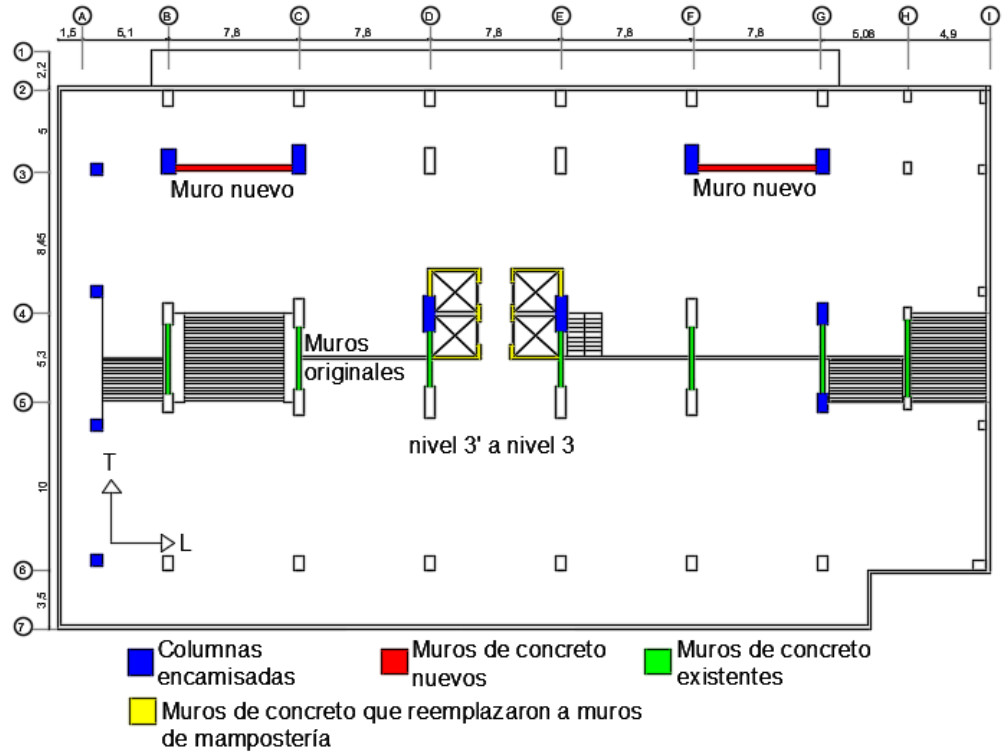 A B C D E F G H I
1,5 5,1 7,8 7,8 7,8 7,8 7,8 5,08 4,9
1
2,2
2
5
3
Muro nuevo Muro nuevo
8,45
4
Muros
originales
5,3
5
nivel 3' a nivel 3
T
L
10
6
3,5
7
Columnas
encamisadas
Muros de concreto
nuevos
Muros de concreto
existentes
Muros de concreto que reemplazaron a muros
de mampostería